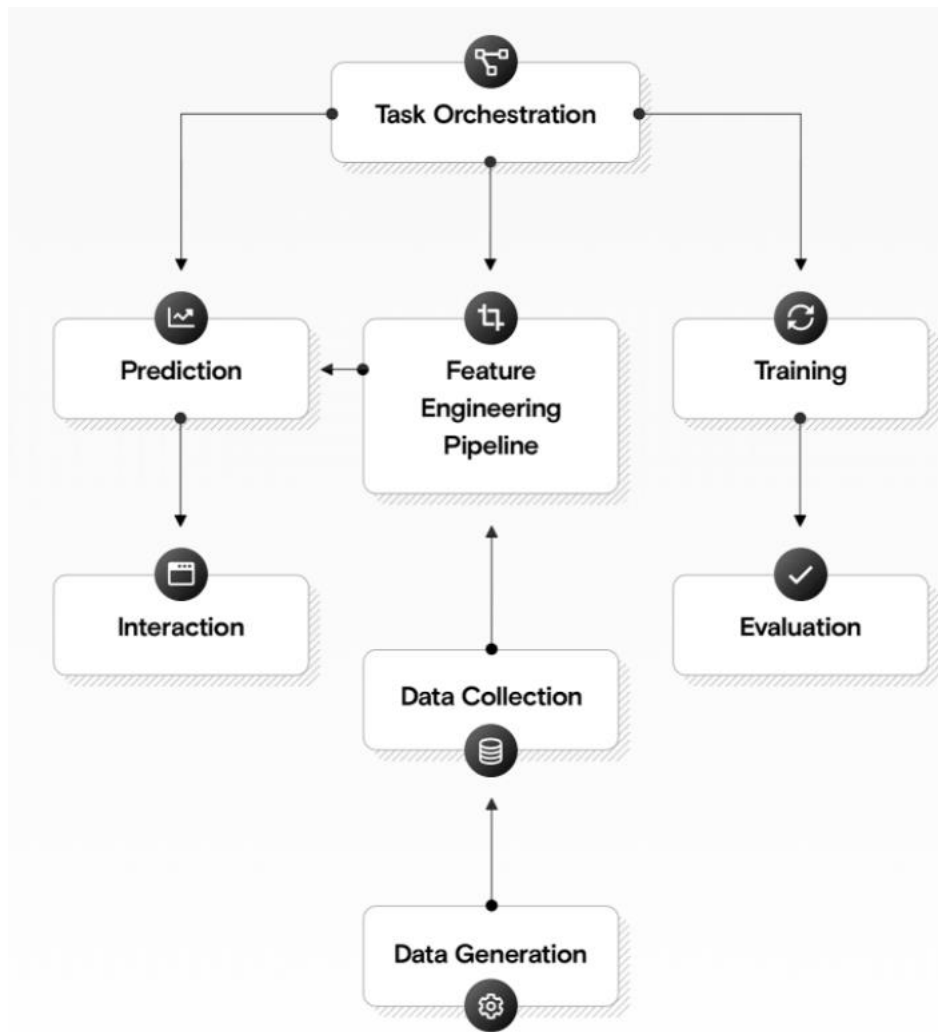 Task Orchestration
Prediction
Feature
Engineering
Pipeline
Training
Interaction
Evaluation
Data Collection
Data Generation